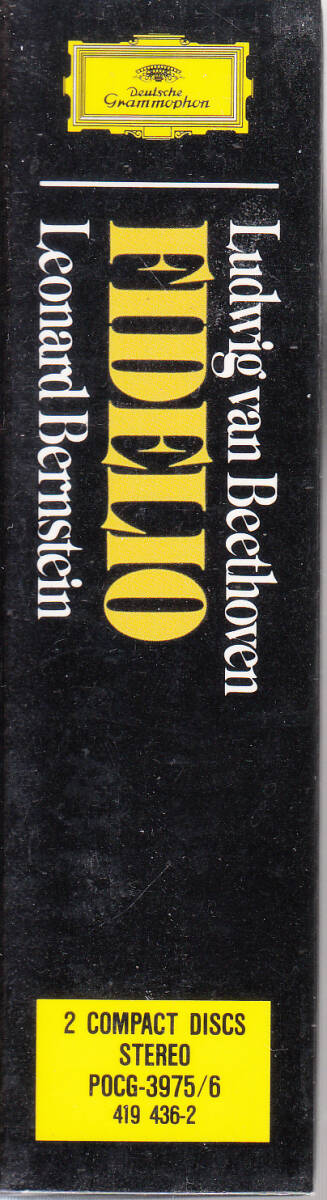 Deutsche
Grammophon
Ludwig van Beethoven
FIDELIO
Leonard Bernstein
2 COMPACT DISCS
STEREO
POCG-3975/6
419 436-2